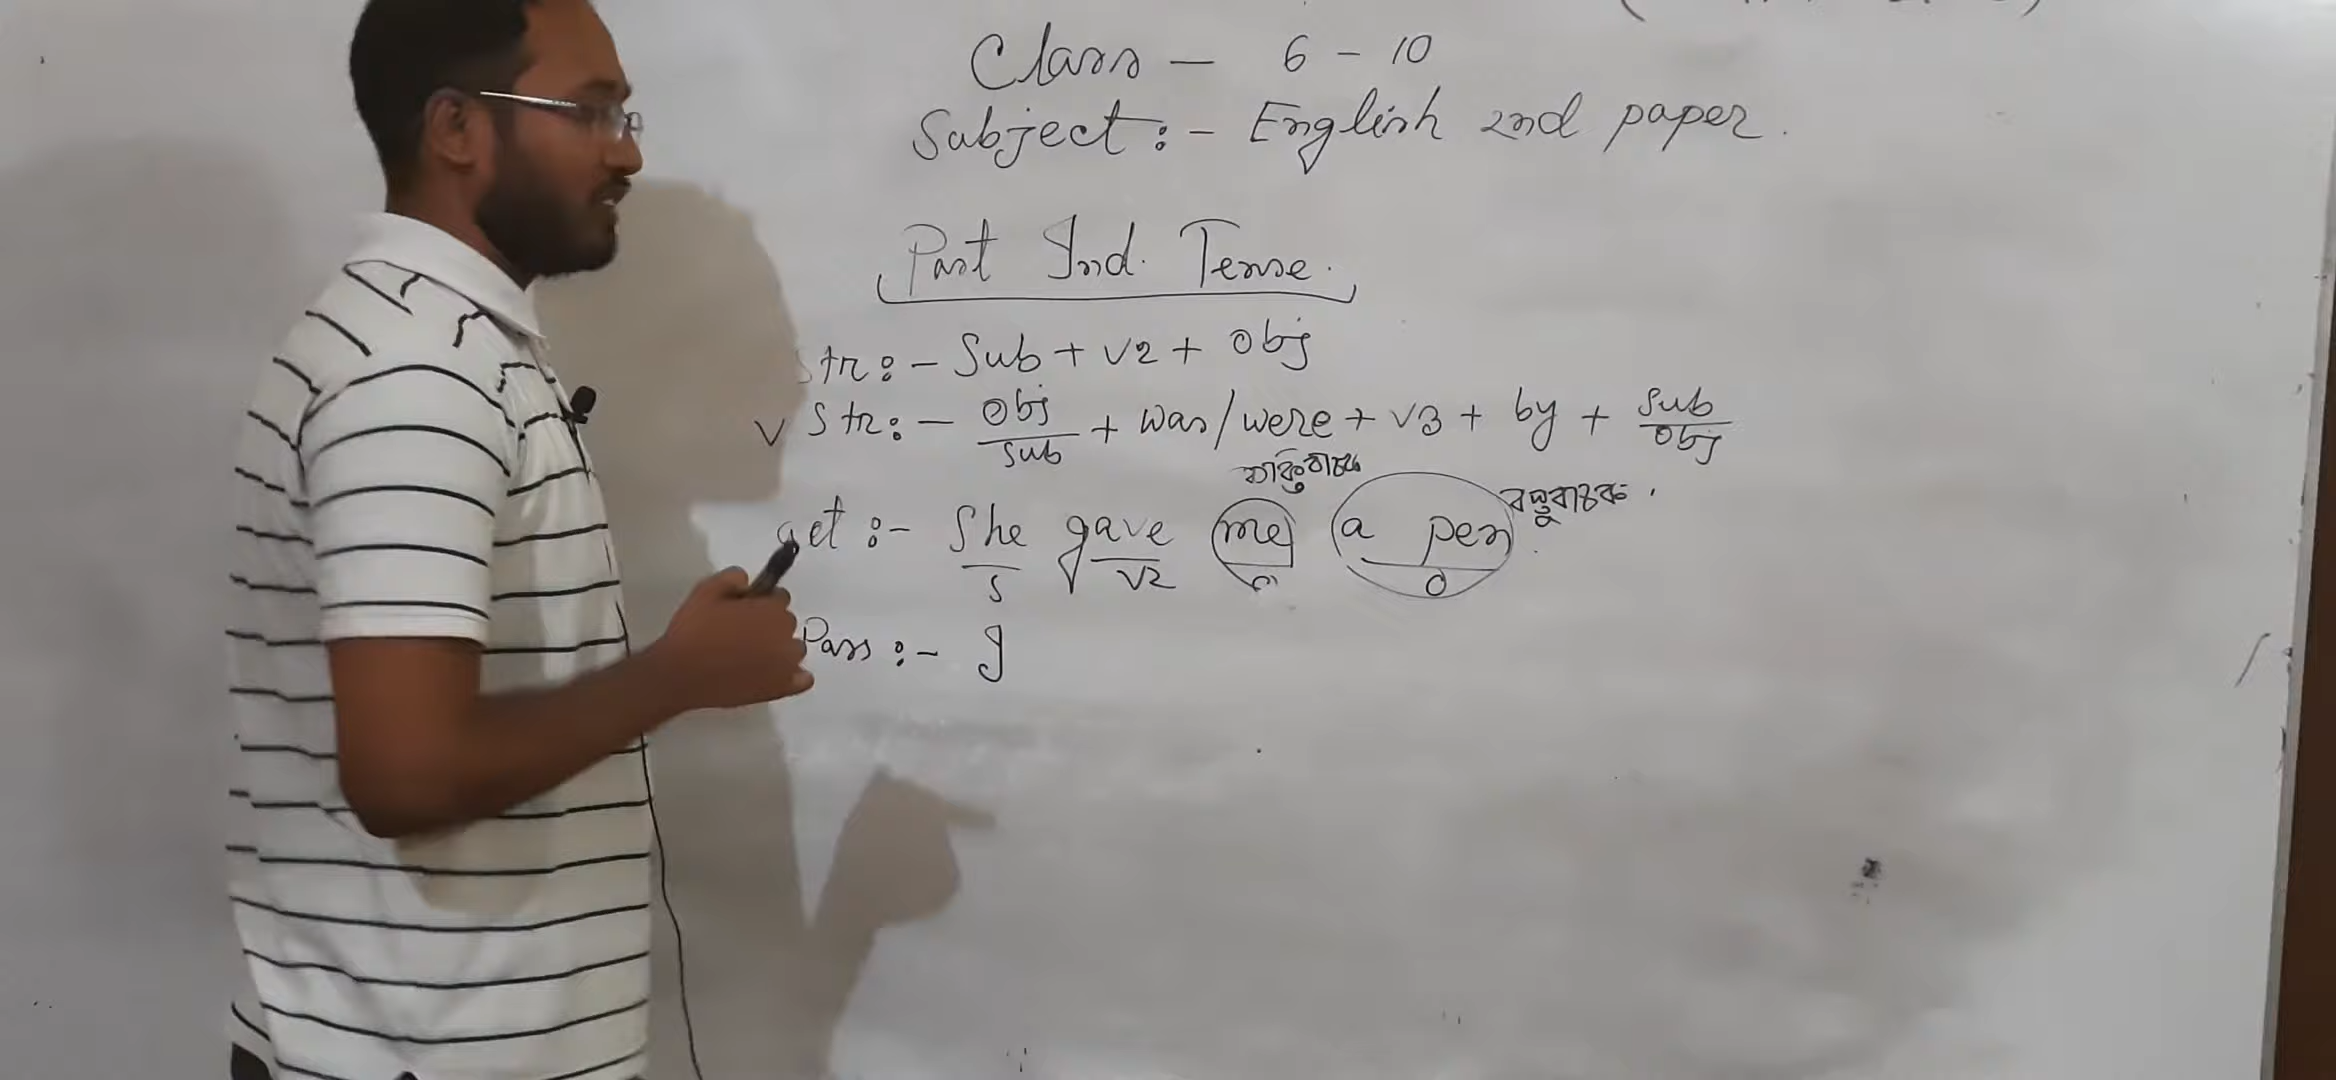 Class - 6 - 10
Subject :- English 2nd paper.
Past Ind. Tense.
Str :- Sub + V2 + Obj
V Str :- Obj/Sub + was/were + V3 + by + Sub/Obj
ব্যক্তিবাচক বস্তুবাচক
Act :- She gave me a pen
S V2 O O
Pass :- I